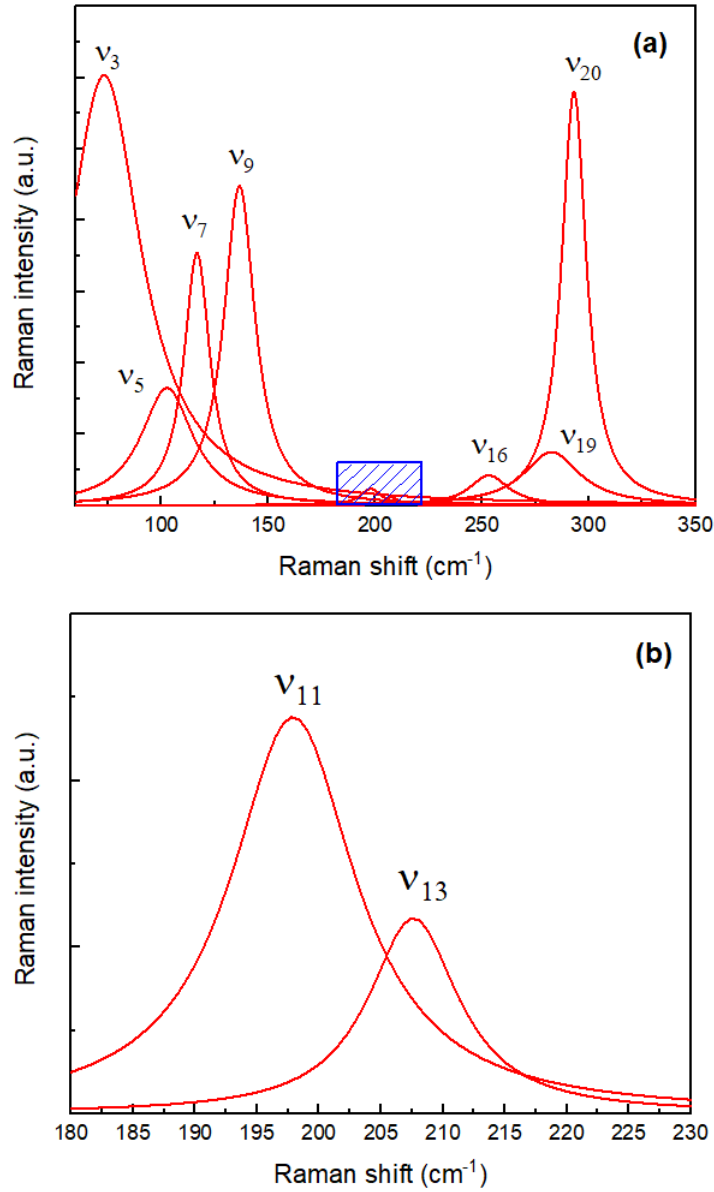 (a)
ν3
ν20
ν9
ν7
ν5
ν16
ν19
Raman intensity (a.u.)
100 150 200 250 300 350
Raman shift (cm-1)
(b)
ν11
ν13
Raman intensity (a.u.)
180 185 190 195 200 205 210 215 220 225 230
Raman shift (cm-1)